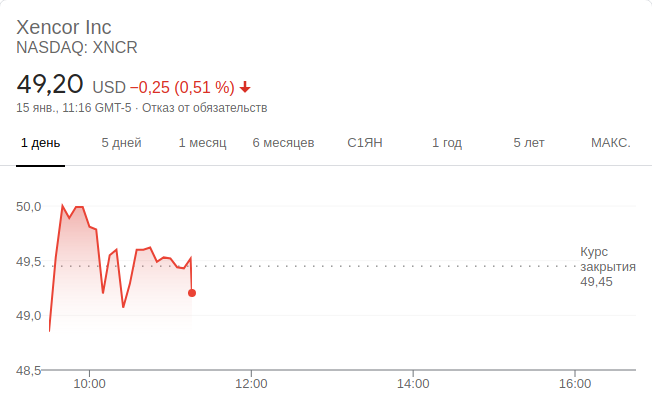 Xencor Inc
NASDAQ: XNCR
49,20 USD −0,25 (0,51 %)
15 янв., 11:16 GMT-5 · Отказ от обязательств
1 день 5 дней 1 месяц 6 месяцев С1ЯН 1 год 5 лет МАКС.
50,0
49,5
49,0
48,5
Курс
закрытия
49,45
10:00 12:00 14:00 16:00